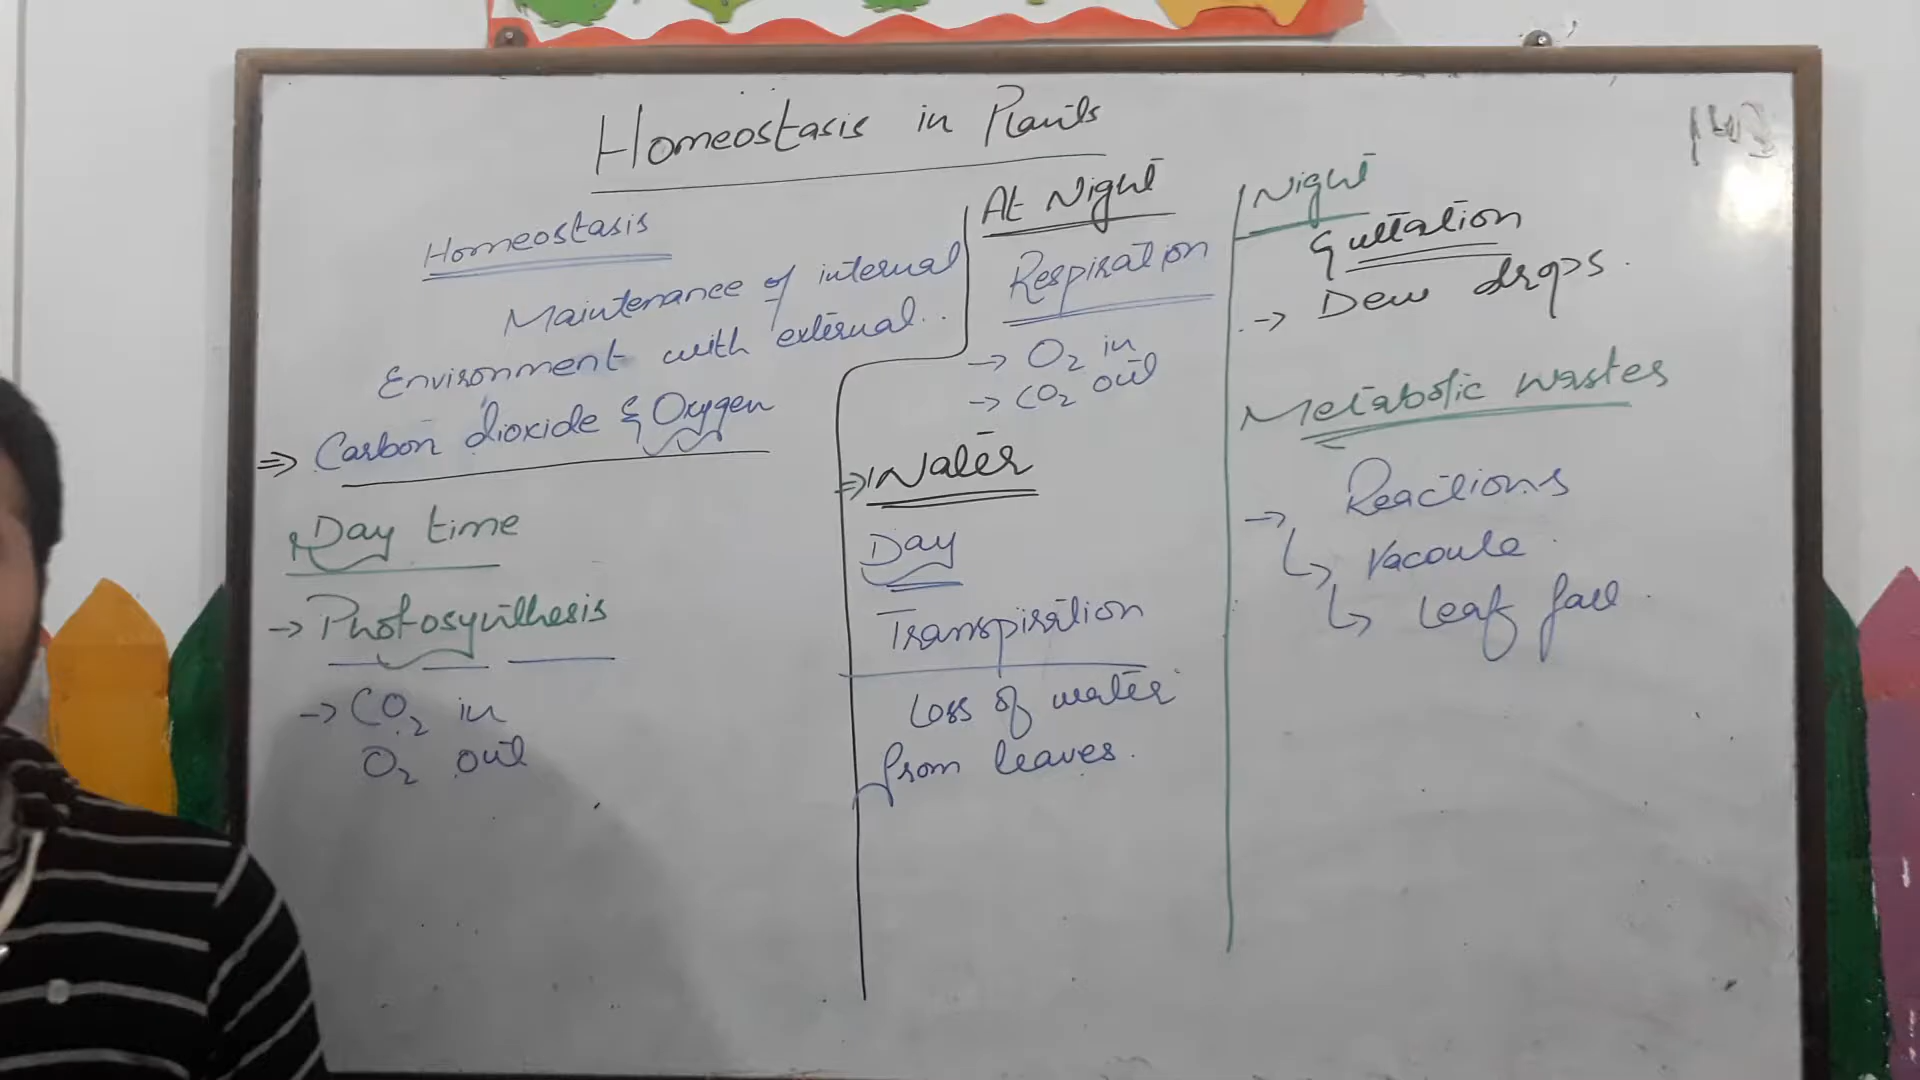 Homeostasis in Plants
Homeostasis
Maintenance of internal
Environment with external..
⇒ Carbon dioxide & Oxygen
Day time
→ Photosynthesis
→ CO2 in
O2 out
At Night
Respiration
→ O2 in
→ CO2 out
⇒ Water
Day
Transpiration
Loss of water
from leaves.
Night
Guttation
→ Dew drops.
Metabolic wastes
→ Reactions
↳ Vacoule
↳ Leaf fall